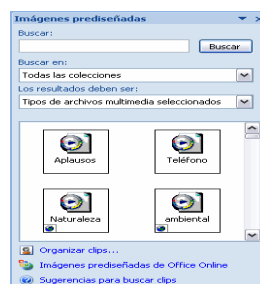 Imágenes prediseñadas
Buscar:
Buscar
Buscar en:
Todas las colecciones
Los resultados deben ser:
Tipos de archivos multimedia seleccionados
Aplausos
Teléfono
Naturaleza
ambiental
Organizar clips...
Imágenes prediseñadas de Office Online
Sugerencias para buscar clips